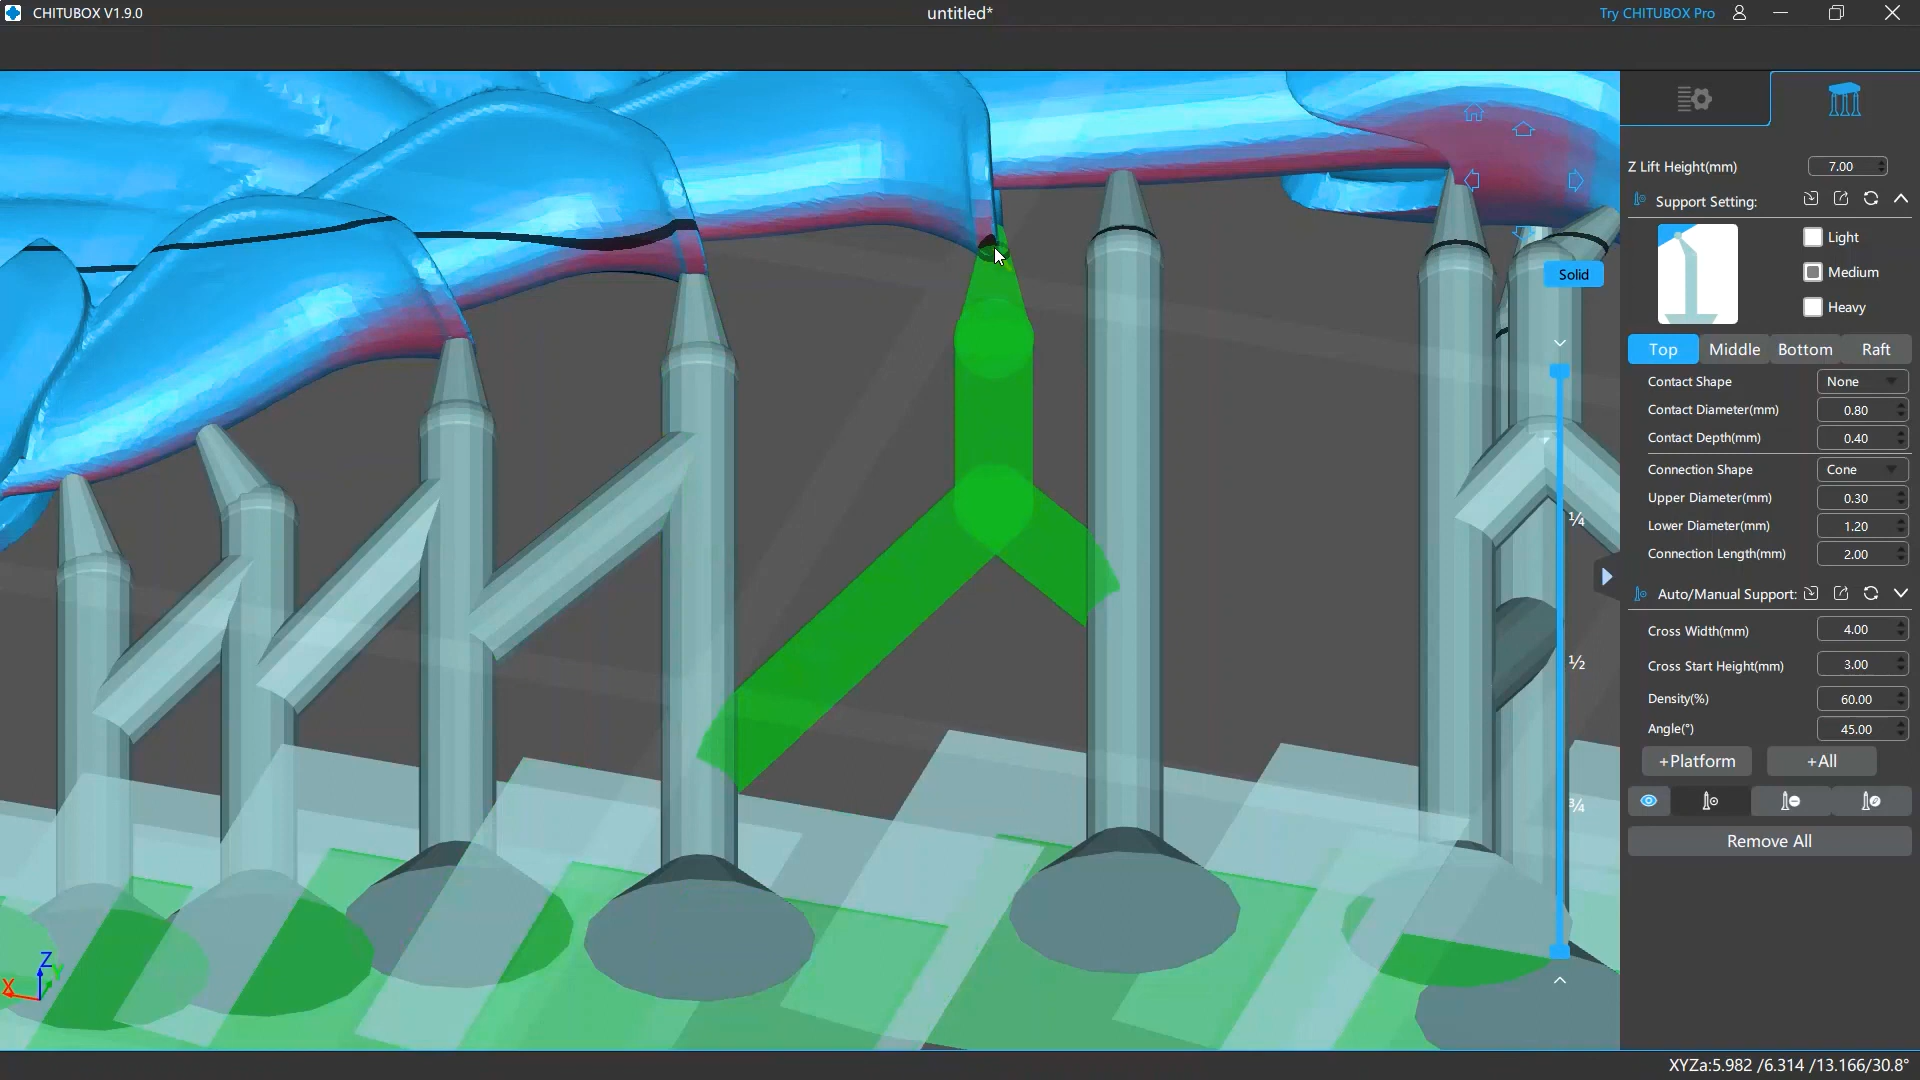 CHITUBOX V1.9.0
untitled*
Try CHITUBOX Pro
Z Lift Height(mm) 7.00
Support Setting:
Light
Medium
Heavy
Solid
Top Middle Bottom Raft
Contact Shape None
Contact Diameter(mm) 0.80
Contact Depth(mm) 0.40
Connection Shape Cone
Upper Diameter(mm) 0.30
Lower Diameter(mm) 1.20
Connection Length(mm) 2.00
¼
½
¾
Auto/Manual Support:
Cross Width(mm) 4.00
Cross Start Height(mm) 3.00
Density(%) 60.00
Angle(°) 45.00
+Platform +All
Remove All
Z
Y
X
XYZa:5.982 /6.314 /13.166/30.8°